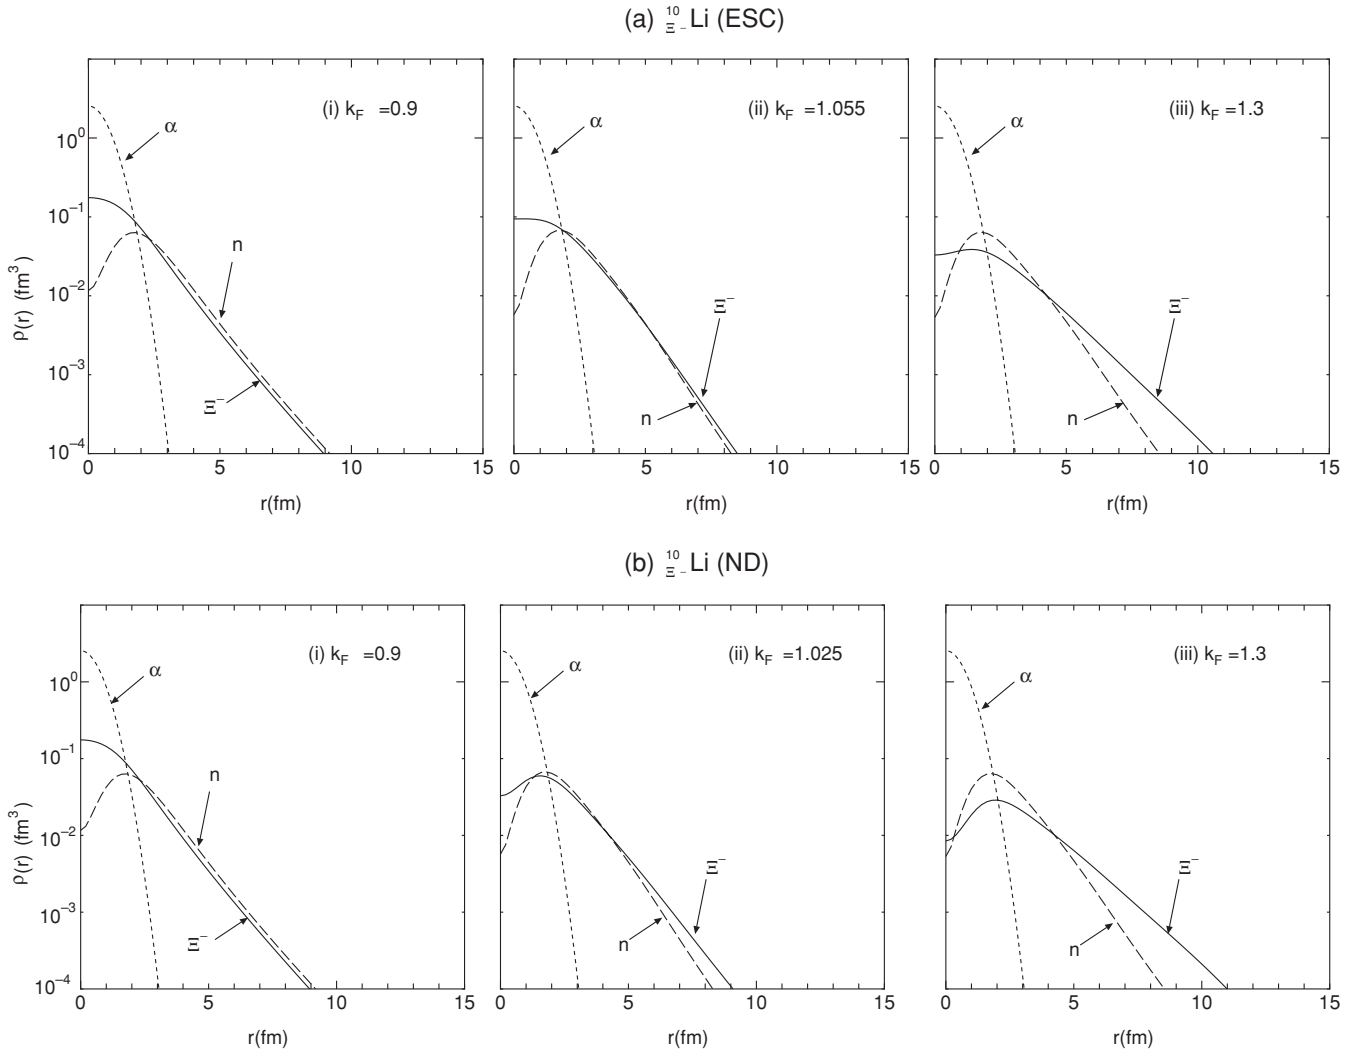 (a) ¹⁰Ξ⁻Li (ESC)
(i) k_F =0.9
(ii) k_F =1.055
(iii) k_F =1.3
α
α
α
10⁰
10⁻¹
10⁻²
10⁻³
10⁻⁴
ρ(r) (fm³)
n
Ξ⁻
Ξ⁻
n
Ξ⁻
n
0 5 10 15
0 5 10 15
0 5 10 15
r(fm)
r(fm)
r(fm)
(b) ¹⁰Ξ⁻Li (ND)
(i) k_F =0.9
(ii) k_F =1.025
(iii) k_F =1.3
α
α
α
10⁰
10⁻¹
10⁻²
10⁻³
10⁻⁴
ρ(r) (fm³)
n
Ξ⁻
Ξ⁻
n
Ξ⁻
n
0 5 10 15
0 5 10 15
0 5 10 15
r(fm)
r(fm)
r(fm)